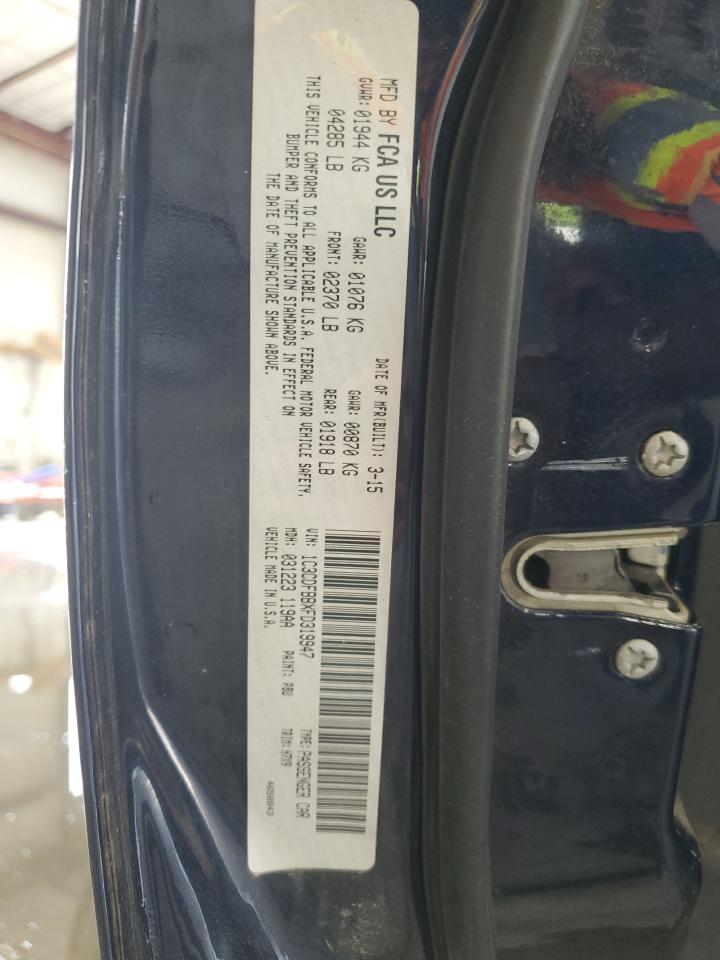 MFD BY FCA US LLC
DATE OF MFR(BUILT): 3-15
GVWR: 01944 KG GAWR: 01076 KG GAWR: 00870 KG
04285 LB FRONT: 02370 LB REAR: 01918 LB
THIS VEHICLE CONFORMS TO ALL APPLICABLE U.S.A. FEDERAL MOTOR VEHICLE SAFETY,
BUMPER AND THEFT PREVENTION STANDARDS IN EFFECT ON
THE DATE OF MANUFACTURE SHOWN ABOVE.
VIN: 1C3CDFBBXFD319947 TYPE: PASSENGER CAR
MDH: 031223 119AA PAINT: PBU TRIM: A7X9
VEHICLE MADE IN U.S.A.
4658843